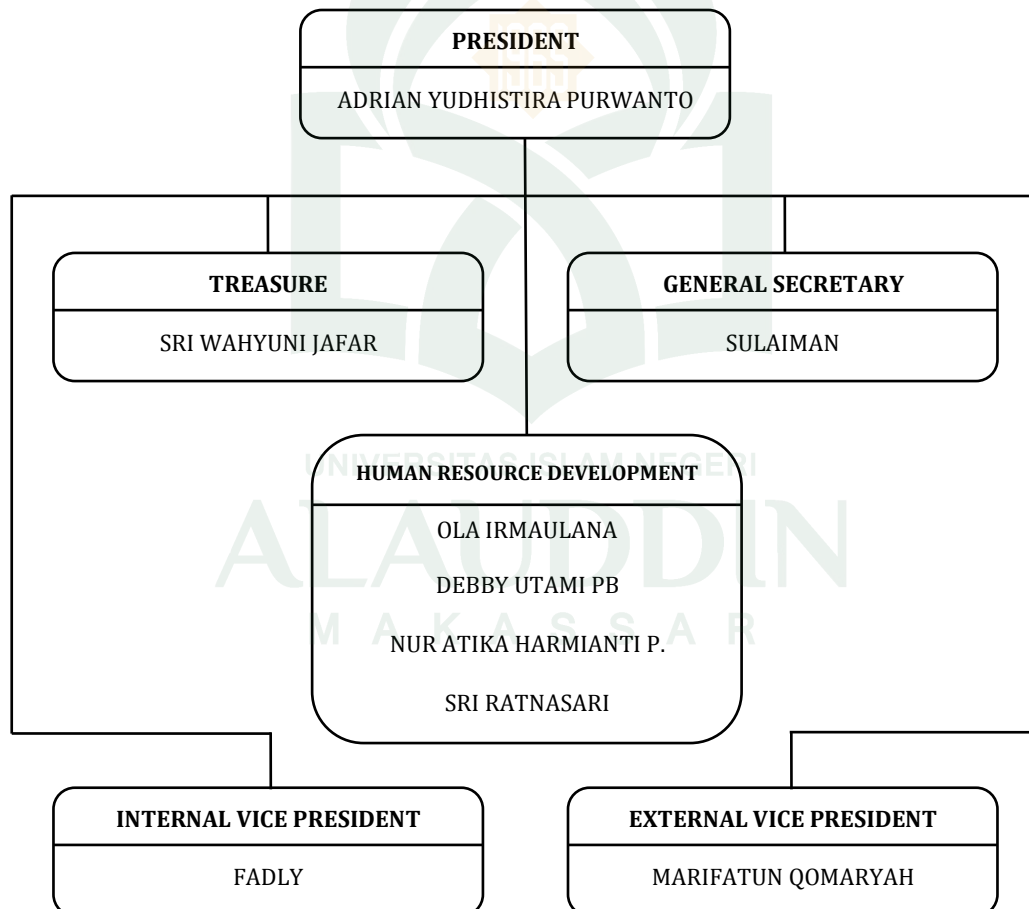 PRESIDENT
ADRIAN YUDHISTIRA PURWANTO
TREASURE
SRI WAHYUNI JAFAR
GENERAL SECRETARY
SULAIMAN
HUMAN RESOURCE DEVELOPMENT
OLA IRMAULANA
DEBBY UTAMI PB
NUR ATIKA HARMIANTI P.
SRI RATNASARI
UNIVERSITAS ISLAM NEGERI
ALAUDDIN
MAKASSAR
INTERNAL VICE PRESIDENT
FADLY
EXTERNAL VICE PRESIDENT
MARIFATUN QOMARYAH